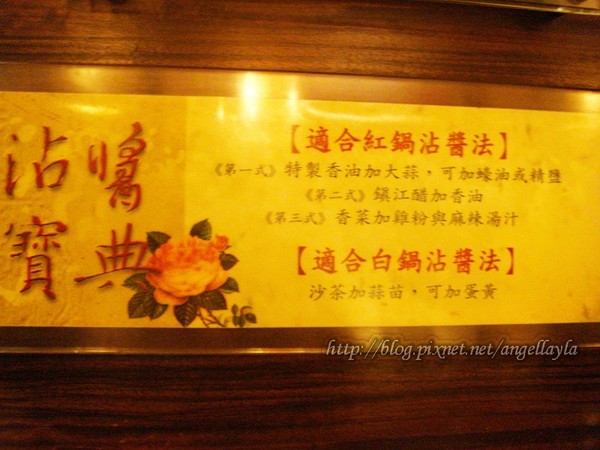 沾醬
寶典
【適合紅鍋沾醬法】
《第一式》特製香油加大蒜，可加蠔油或精鹽
《第二式》鎮江醋加香油
《第三式》香菜加雞粉與麻辣湯汁
【適合白鍋沾醬法】
沙茶加蒜苗，可加蛋黃
http://blog.pixnet.net/angellayla